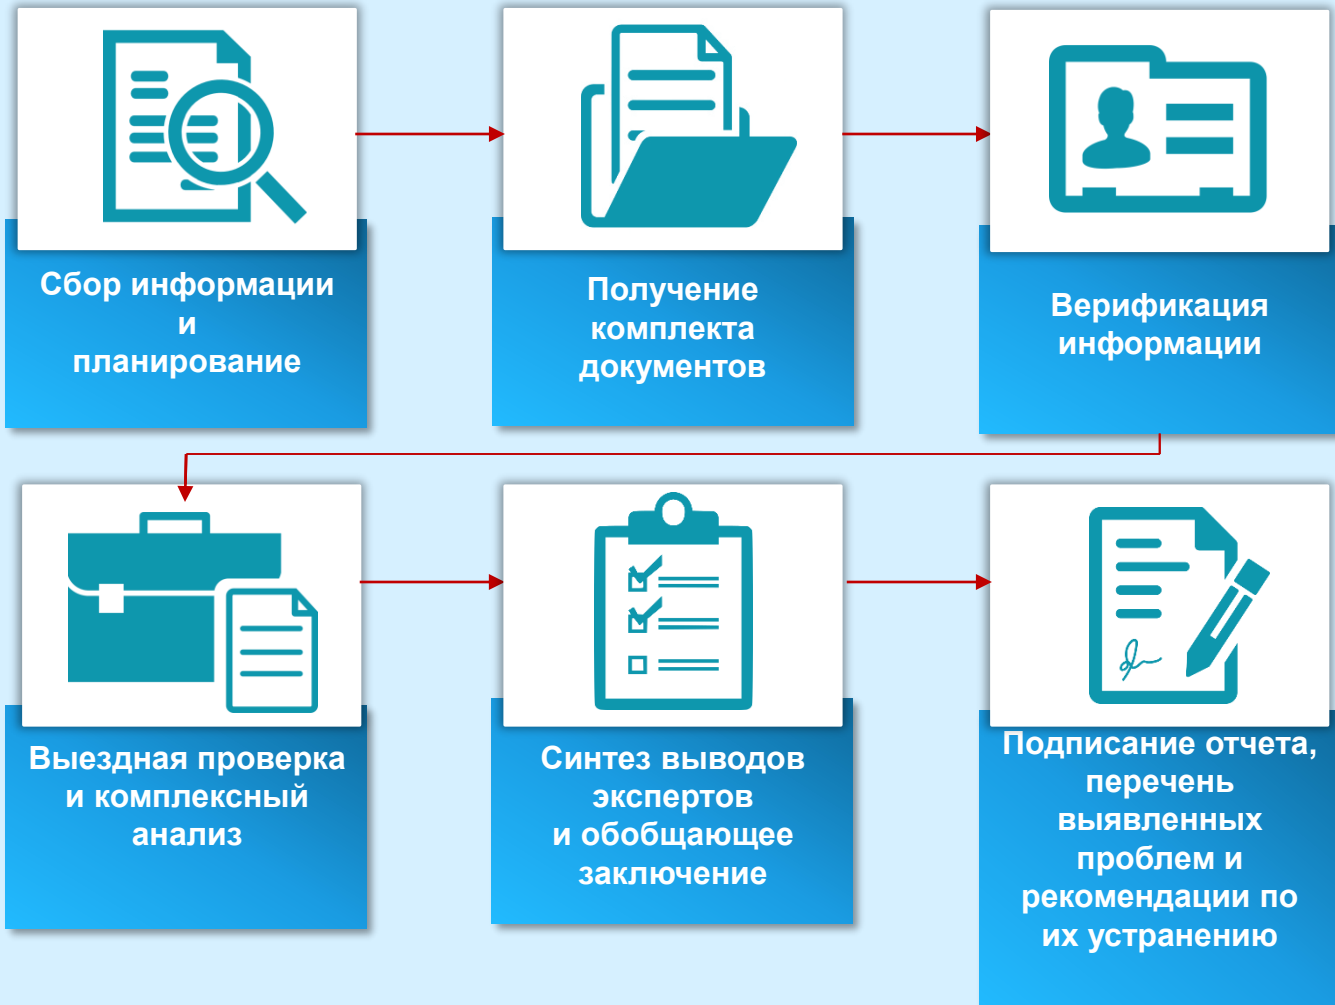 Сбор информации
и
планирование
Получение
комплекта
документов
Верификация
информации
Выездная проверка
и комплексный
анализ
Синтез выводов
экспертов
и обобщающее
заключение
Подписание отчета,
перечень
выявленных
проблем и
рекомендации по
их устранению